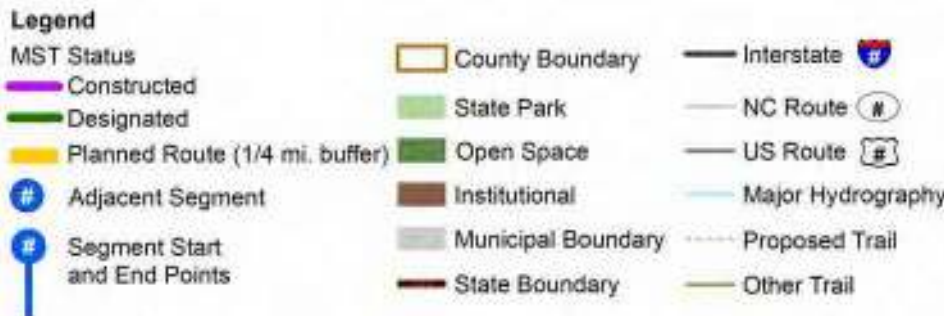 Legend
MST Status
Constructed
Designated
Planned Route (1/4 mi. buffer)
# Adjacent Segment
# Segment Start
and End Points
County Boundary
State Park
Open Space
Institutional
Municipal Boundary
State Boundary
Interstate #
NC Route #
US Route #
Major Hydrography
Proposed Trail
Other Trail